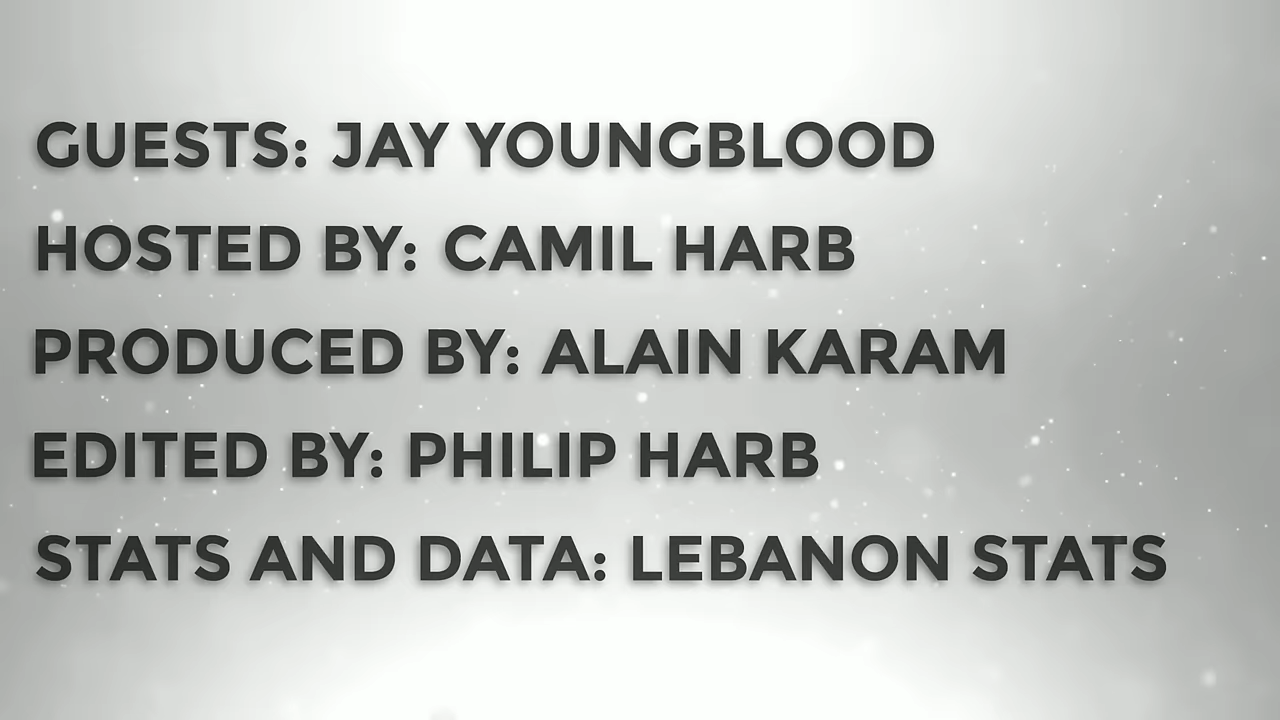 GUESTS: JAY YOUNGBLOOD
HOSTED BY: CAMIL HARB
PRODUCED BY: ALAIN KARAM
EDITED BY: PHILIP HARB
STATS AND DATA: LEBANON STATS